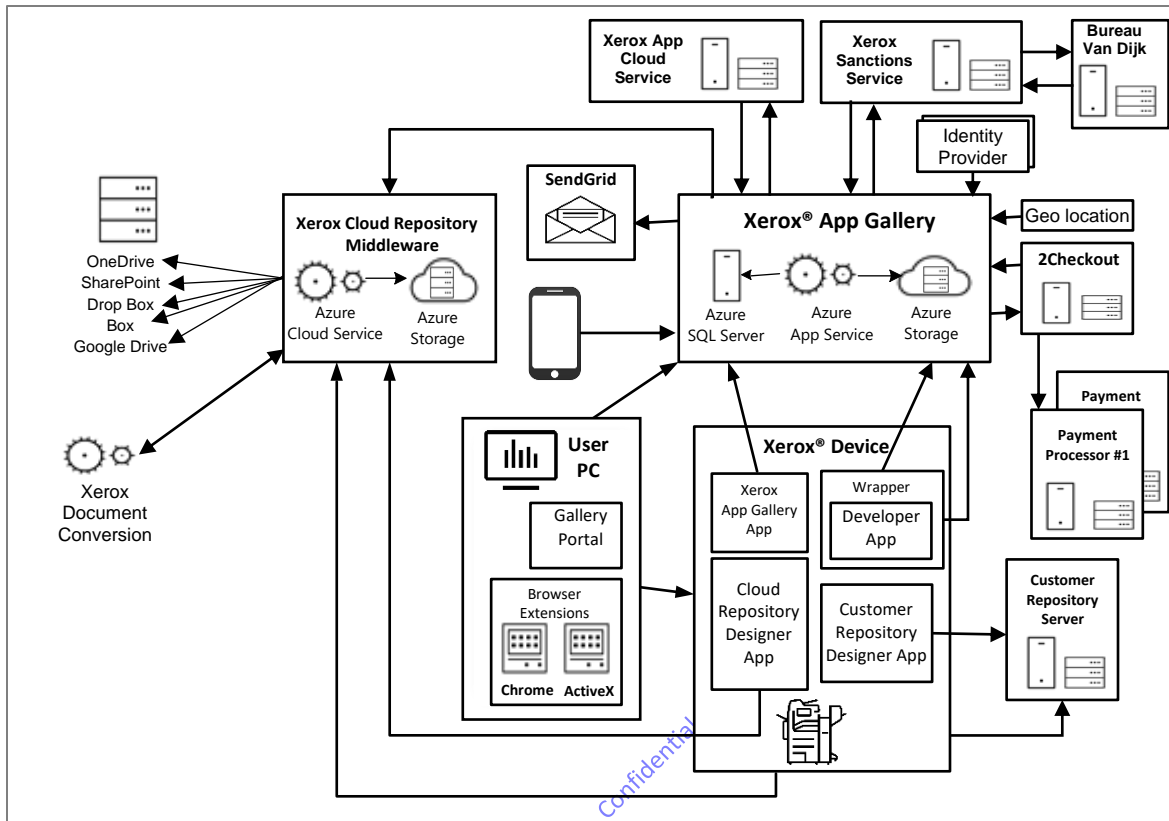 Xerox App
Cloud
Service
Xerox
Sanctions
Service
Bureau
Van Dijk
Identity
Provider
SendGrid
Xerox Cloud Repository
Middleware
Azure
Cloud Service
Azure
Storage
OneDrive
SharePoint
Drop Box
Box
Google Drive
Xerox
Document
Conversion
Xerox® App Gallery
Azure
SQL Server
Azure
App Service
Azure
Storage
Geo location
2Checkout
Payment
Payment
Processor #1
User
PC
Gallery
Portal
Browser
Extensions
Chrome
ActiveX
Xerox® Device
Xerox
App Gallery
App
Wrapper
Developer
App
Cloud
Repository
Designer
App
Customer
Repository
Designer App
Customer
Repository
Server
Confidential